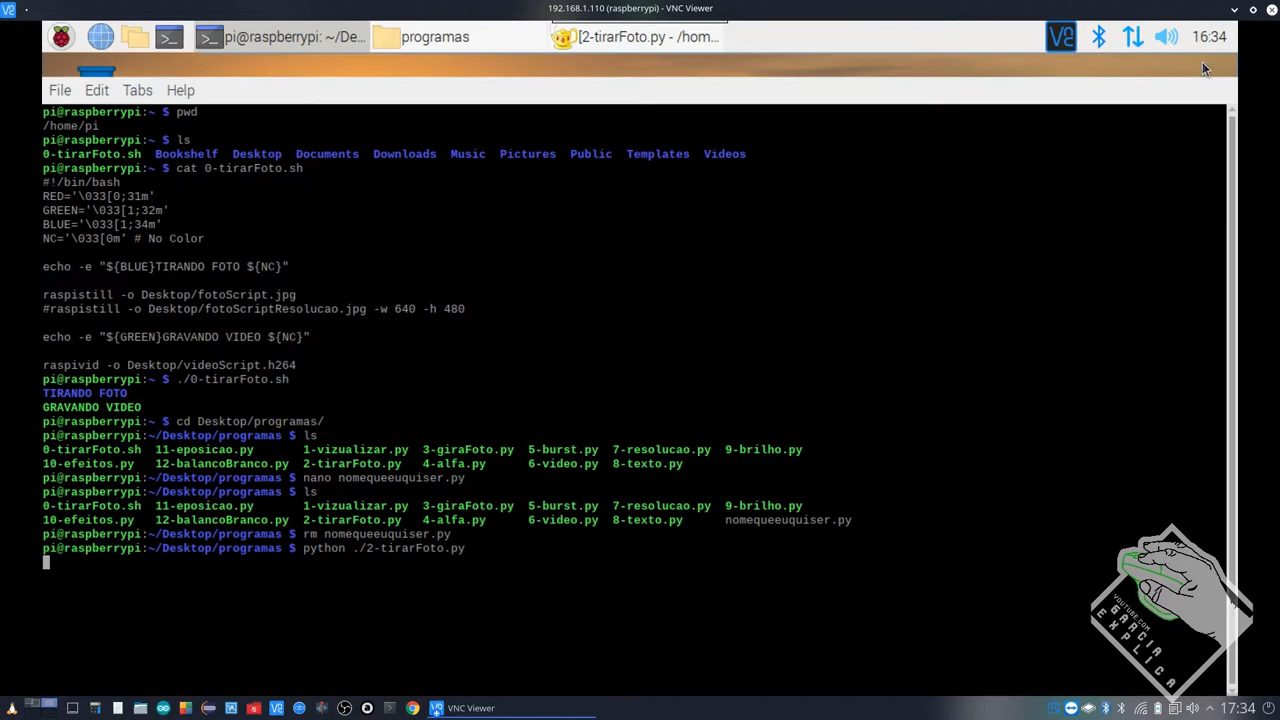 192.168.1.110 (raspberrypi) - VNC Viewer
pi@raspberrypi: ~/De...
programas
[2-tirarFoto.py - /hom...
16:34
File Edit Tabs Help
pi@raspberrypi:~ $ pwd
/home/pi
pi@raspberrypi:~ $ ls
0-tirarFoto.sh Bookshelf Desktop Documents Downloads Music Pictures Public Templates Videos
pi@raspberrypi:~ $ cat 0-tirarFoto.sh
#!/bin/bash
RED='\033[0;31m'
GREEN='\033[1;32m'
BLUE='\033[1;34m'
NC='\033[0m' # No Color
echo -e "${BLUE}TIRANDO FOTO ${NC}"
raspistill -o Desktop/fotoScript.jpg
#raspistill -o Desktop/fotoScriptResolucao.jpg -w 640 -h 480
echo -e "${GREEN}GRAVANDO VIDEO ${NC}"
raspivid -o Desktop/videoScript.h264
pi@raspberrypi:~ $ ./0-tirarFoto.sh
TIRANDO FOTO
GRAVANDO VIDEO
pi@raspberrypi:~ $ cd Desktop/programas/
pi@raspberrypi:~/Desktop/programas $ ls
0-tirarFoto.sh 11-eposicao.py 1-vizualizar.py 3-giraFoto.py 5-burst.py 7-resolucao.py 9-brilho.py
10-efeitos.py 12-balancoBranco.py 2-tirarFoto.py 4-alfa.py 6-video.py 8-texto.py
pi@raspberrypi:~/Desktop/programas $ nano nomequeeuquiser.py
pi@raspberrypi:~/Desktop/programas $ ls
0-tirarFoto.sh 11-eposicao.py 1-vizualizar.py 3-giraFoto.py 5-burst.py 7-resolucao.py 9-brilho.py
10-efeitos.py 12-balancoBranco.py 2-tirarFoto.py 4-alfa.py 6-video.py 8-texto.py nomequeeuquiser.py
pi@raspberrypi:~/Desktop/programas $ rm nomequeeuquiser.py
pi@raspberrypi:~/Desktop/programas $ python ./2-tirarFoto.py
YOUTUBE.COM
GARCIA
EXPLICA
VNC Viewer
17:34